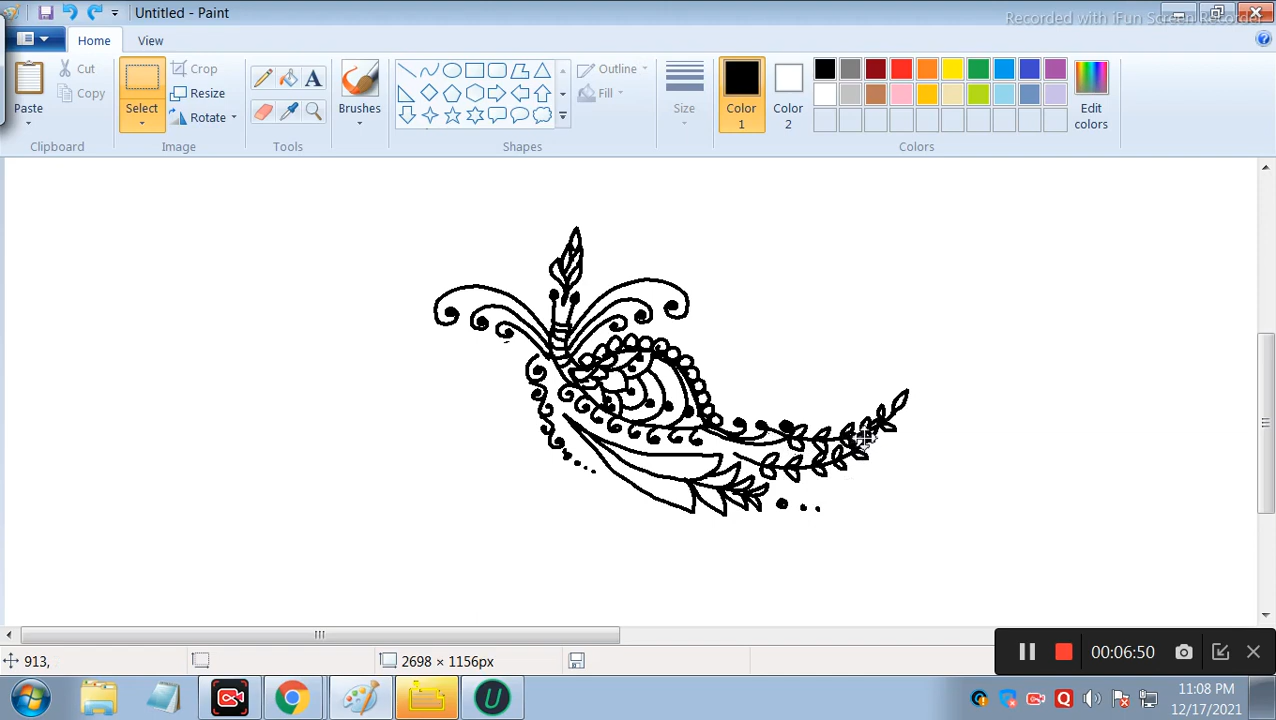 Untitled - Paint
Recorded with iFun Screen Recorder
Home
View
Paste
Cut
Copy
Clipboard
Select
Crop
Resize
Rotate
Image
A
Tools
Brushes
Outline
Fill
Shapes
Size
Color 1
Color 2
Edit colors
Colors
913,
2698 × 1156px
00:06:50
11:08 PM
12/17/2021